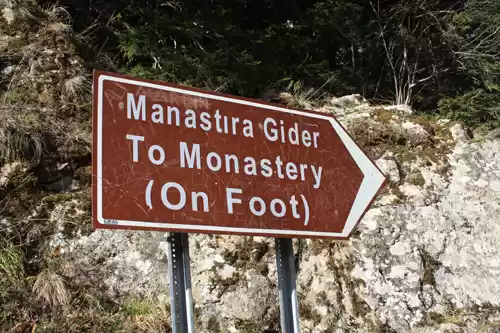 Manastıra Gider
To Monastery
(On Foot)